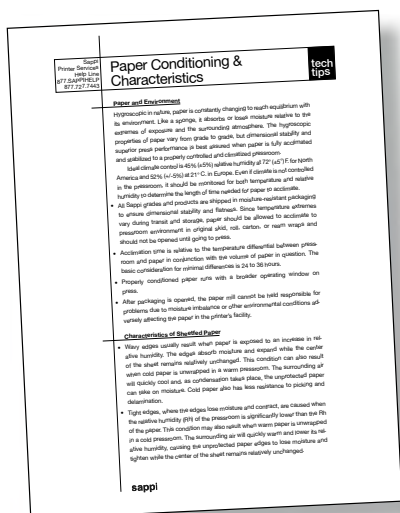 Sappi
Printer Service
Help Line
877.SAPPIHELP
877.727.7443
Paper Conditioning &
Characteristics
tech
tips
Paper and Environment
Hygroscopic in nature, paper is constantly changing to reach equilibrium with
its environment. Like a sponge, it absorbs or loses moisture relative to the
extremes of exposure and the surrounding atmosphere. The hygroscopic
properties of paper vary from grade to grade, but dimensional stability and
superior press performance is best assured when paper is fully acclimated
and stabilized to a properly controlled and climatized pressroom.
Ideal climate control is 45% (±5%) relative humidity at 72° (±5°) F. for North
America and 52% (+/-5%) at 21° C. in Europe. Even if climate is not controlled
in the pressroom, it should be monitored for both temperature and relative
humidity to determine the length of time needed for paper to acclimate.
• All Sappi grades and products are shipped in moisture-resistant packaging
to ensure dimensional stability and flatness. Since temperature extremes
vary during transit and storage, paper should be allowed to acclimate to
pressroom environment in original skid, roll, carton, or ream wraps and
should not be opened until going to press.
• Acclimation time is relative to the temperature differential between press-
room and paper in conjunction with the volume of paper in question. The
basic consideration for minimal differences is 24 to 36 hours.
• Properly conditioned paper runs with a broader operating window on
press.
• After packaging is opened, the paper mill cannot be held responsible for
problems due to moisture imbalance or other environmental conditions ad-
versely affecting the paper in the printer's facility.
Characteristics of Sheetfed Paper
• Wavy edges usually result when paper is exposed to an increase in rel-
ative humidity. The edges absorb moisture and expand while the center
of the sheet remains relatively unchanged. This condition can also result
when cold paper is unwrapped in a warm pressroom. The surrounding air
will quickly cool and, as condensation takes place, the unprotected paper
can take on moisture. Cold paper also has less resistance to picking and
delamination.
• Tight edges, where the edges lose moisture and contract, are caused when
the relative humidity (RH) of the pressroom is significantly lower than the RH
of the paper. This condition may also result when warm paper is unwrapped
in a cold pressroom. The surrounding air will quickly warm and lower its rel-
ative humidity, causing the unprotected paper edges to lose moisture and
tighten while the center of the sheet remains relatively unchanged.
sappi